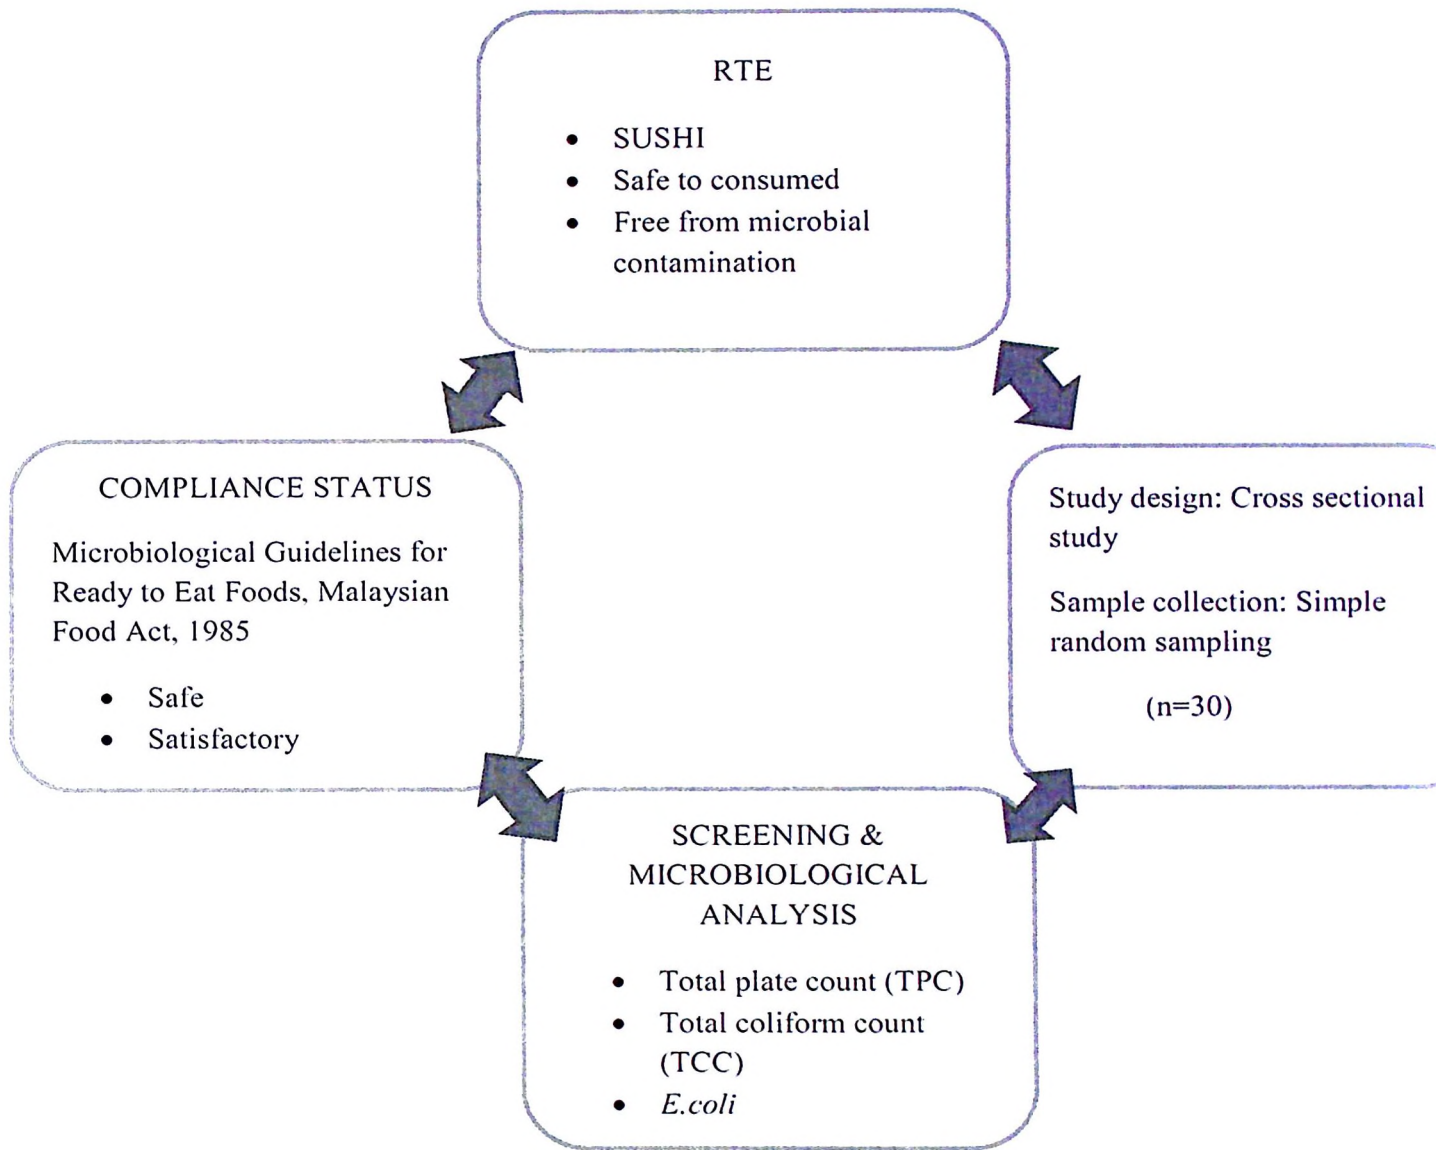 RTE
• SUSHI
• Safe to consumed
• Free from microbial
contamination
COMPLIANCE STATUS
Microbiological Guidelines for
Ready to Eat Foods, Malaysian
Food Act, 1985
• Safe
• Satisfactory
Study design: Cross sectional
study
Sample collection: Simple
random sampling
(n=30)
SCREENING &
MICROBIOLOGICAL
ANALYSIS
• Total plate count (TPC)
• Total coliform count
(TCC)
• E.coli